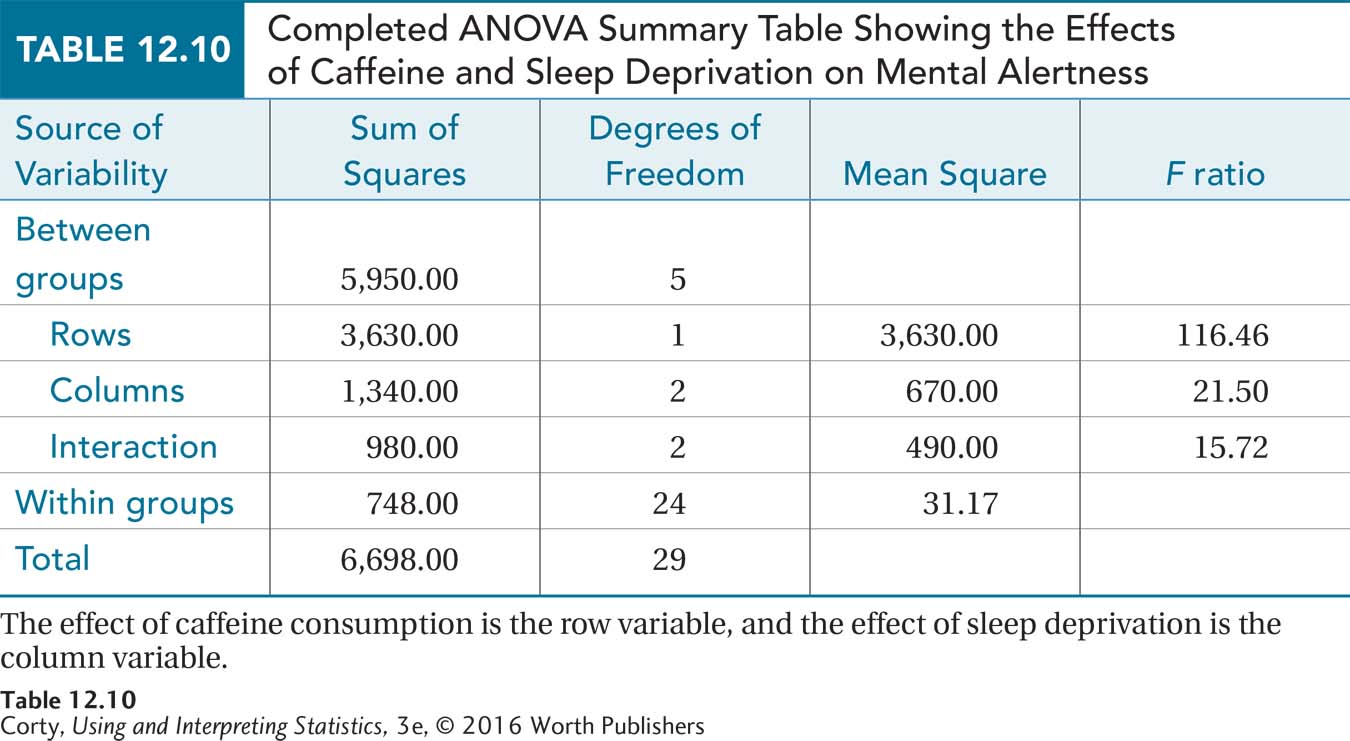 TABLE 12.10
Completed ANOVA Summary Table Showing the Effects
of Caffeine and Sleep Deprivation on Mental Alertness
Source of Variability Sum of Squares Degrees of Freedom Mean Square F ratio
Between groups 5,950.00 5
Rows 3,630.00 1 3,630.00 116.46
Columns 1,340.00 2 670.00 21.50
Interaction 980.00 2 490.00 15.72
Within groups 748.00 24 31.17
Total 6,698.00 29
The effect of caffeine consumption is the row variable, and the effect of sleep deprivation is the
column variable.
Table 12.10
Corty, Using and Interpreting Statistics, 3e, © 2016 Worth Publishers